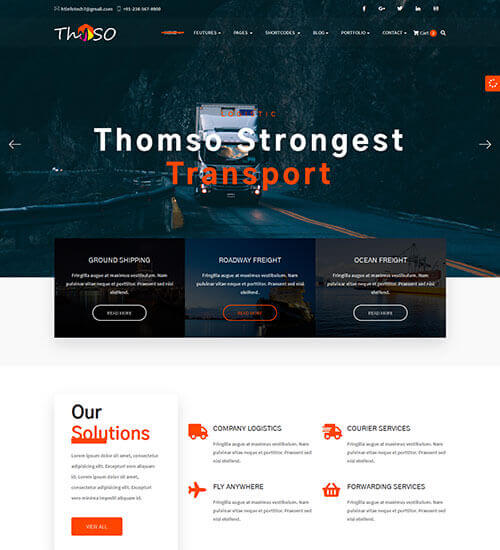 htinfotech7@gmail.com +91-236-567-8900
ThmSO
HOME FEUTURES PAGES SHORTCODES BLOG PORTFOLIO CONTACT Cart
LOGISTIC
Thomso Strongest
Transport
GROUND SHIPPING
Fringilla augue at maximus vestibulum. Nam
pulvinar vitae neque et porttitor. Praesent sed nisi
eleifend.
READ MORE
ROADWAY FREIGHT
Fringilla augue at maximus vestibulum. Nam
pulvinar vitae neque et porttitor. Praesent sed nisi
eleifend.
READ MORE
OCEAN FREIGHT
Fringilla augue at maximus vestibulum. Nam
pulvinar vitae neque et porttitor. Praesent sed nisi
eleifend.
READ MORE
Our
Solutions
Lorem ipsum dolor sit amet, consectetur
adipisicing elit. Excepturi vero aliquam
id. Lorem ipsum dolor sit amet,
consectetur adipisicing elit. Excepturi
vero minima impedit aliquam id.
VIEW ALL
COMPANY LOGISTICS
Fringilla augue at maximus vestibulum. Nam
pulvinar vitae neque et porttitor. Praesent sed
nisi eleifend.
COURIER SERVICES
Fringilla augue at maximus vestibulum. Nam
pulvinar vitae neque et porttitor. Praesent sed
nisi eleifend.
FLY ANYWHERE
Fringilla augue at maximus vestibulum. Nam
pulvinar vitae neque et porttitor. Praesent sed
nisi eleifend.
FORWARDING SERVICES
Fringilla augue at maximus vestibulum. Nam
pulvinar vitae neque et porttitor. Praesent sed
nisi eleifend.